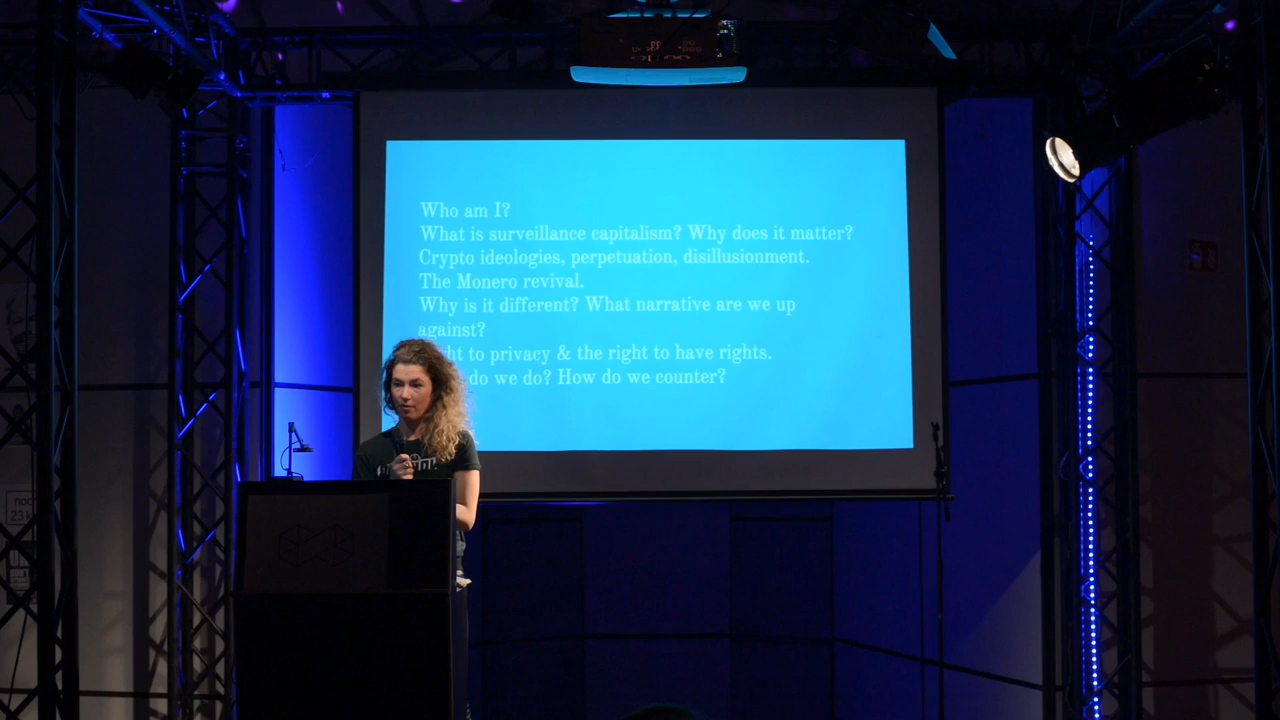 Who am I?
What is surveillance capitalism? Why does it matter?
Crypto ideologies, perpetuation, disillusionment.
The Monero revival.
Why is it different? What narrative are we up
against?
to privacy & the right to have rights.
do we do? How do we counter?
23